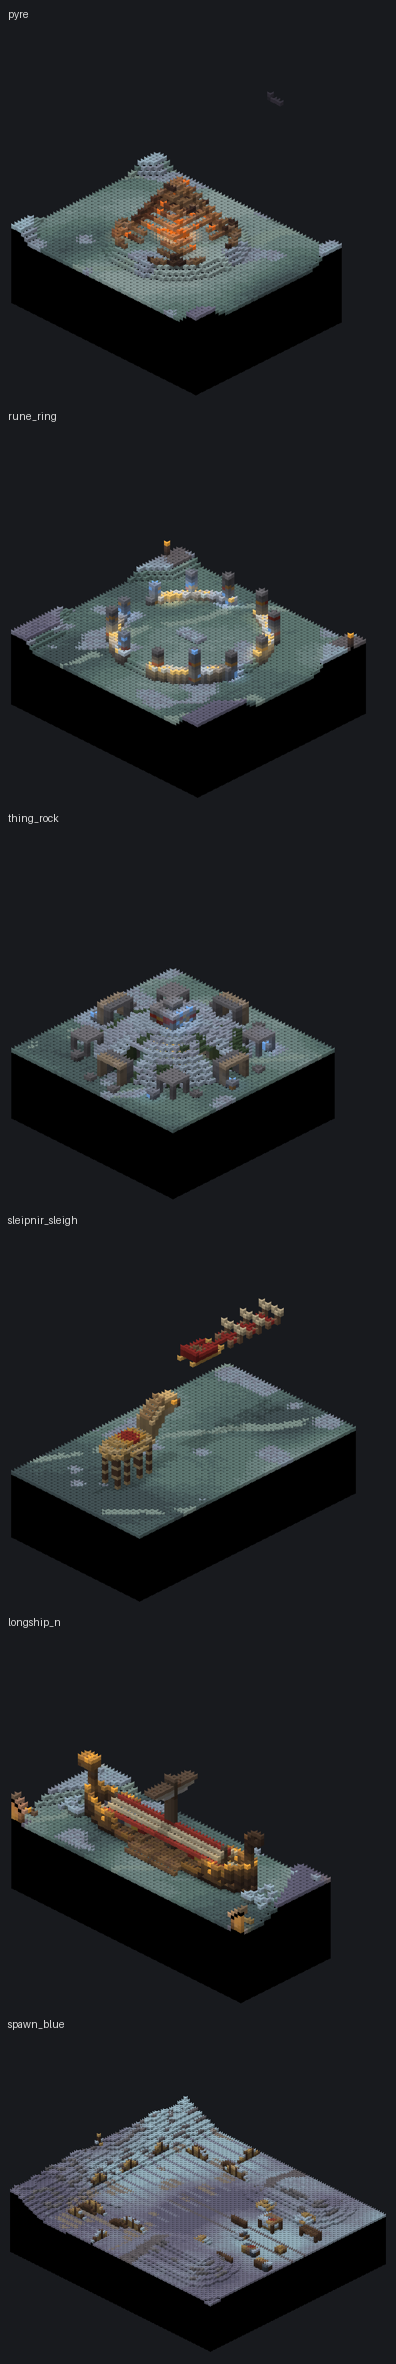 pyre
rune_ring
thing_rock
sleipnir_sleigh
longship_n
spawn_blue